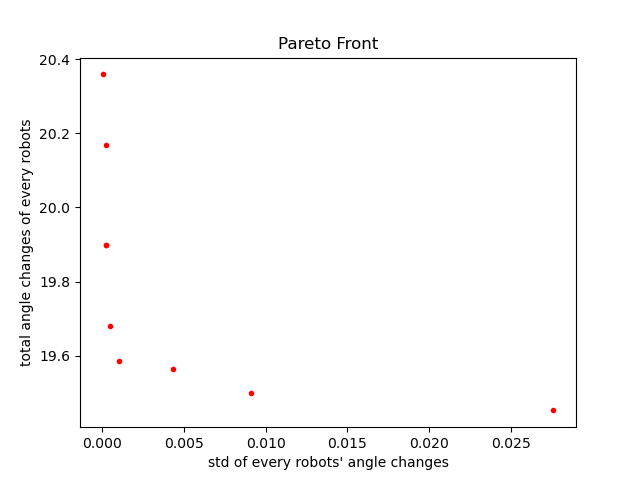 Pareto Front
total angle changes of every robots
20.4
20.2
20.0
19.8
19.6
0.000 0.005 0.010 0.015 0.020 0.025
std of every robots' angle changes